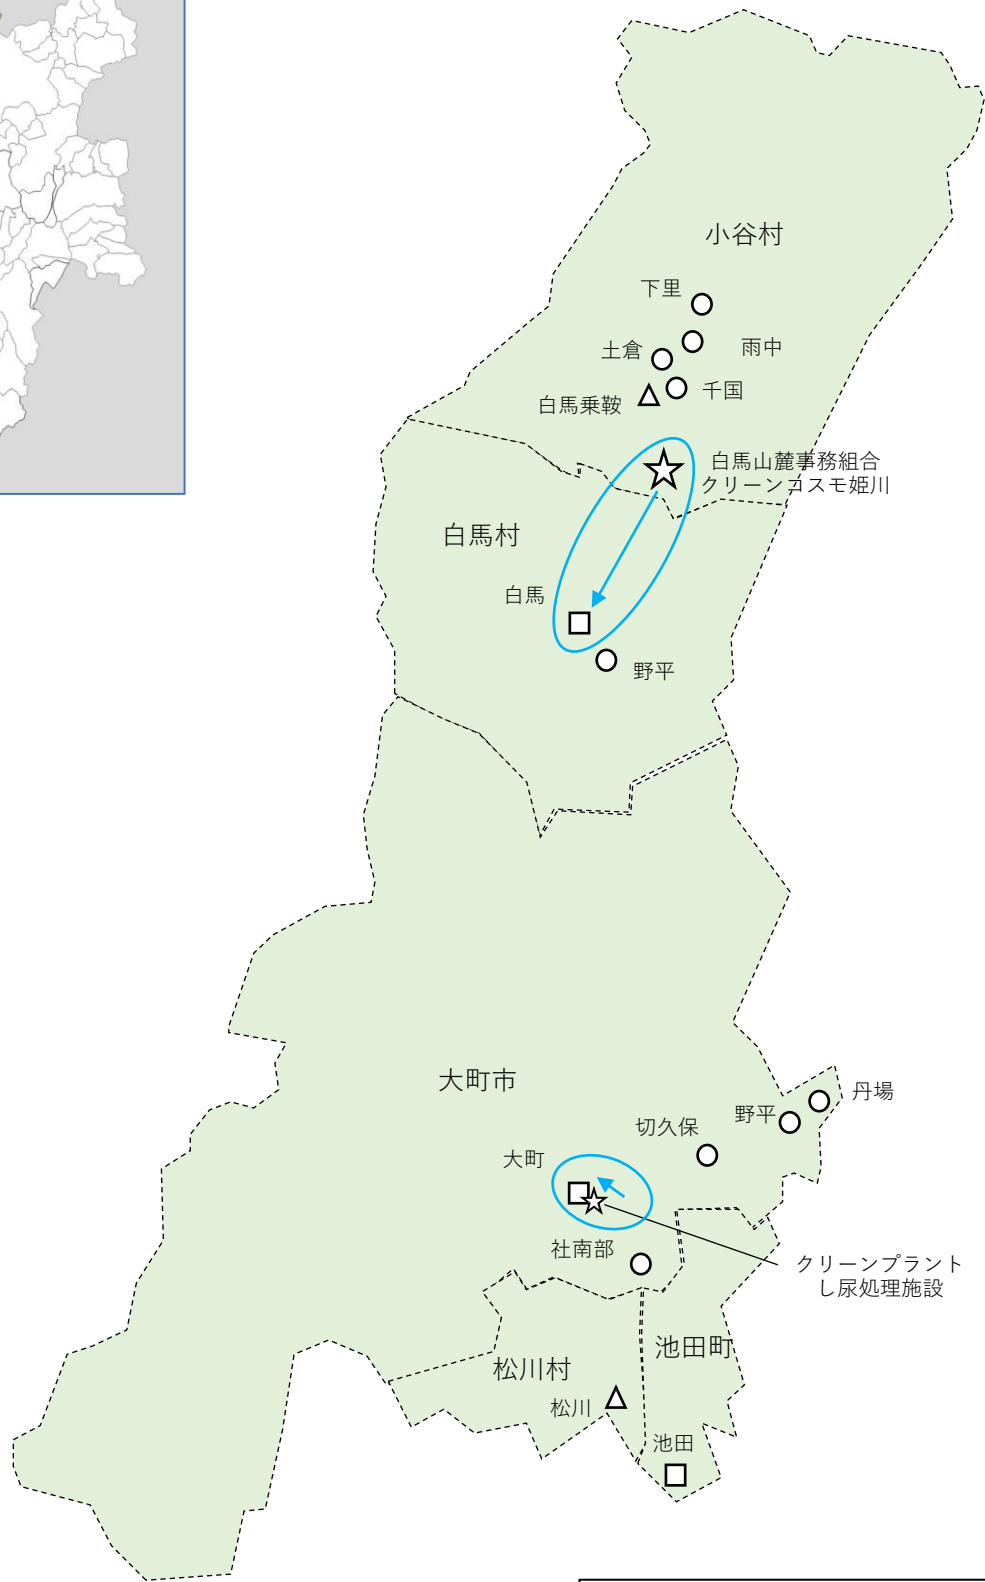 小谷村
下里
土倉
雨中
白馬乗鞍
千国
白馬山麓事務組合
クリーンコスモ姫川
白馬村
白馬
野平
大町市
丹場
野平
切久保
大町
社南部
クリーンプラント
し尿処理施設
池田町
松川村
松川
池田